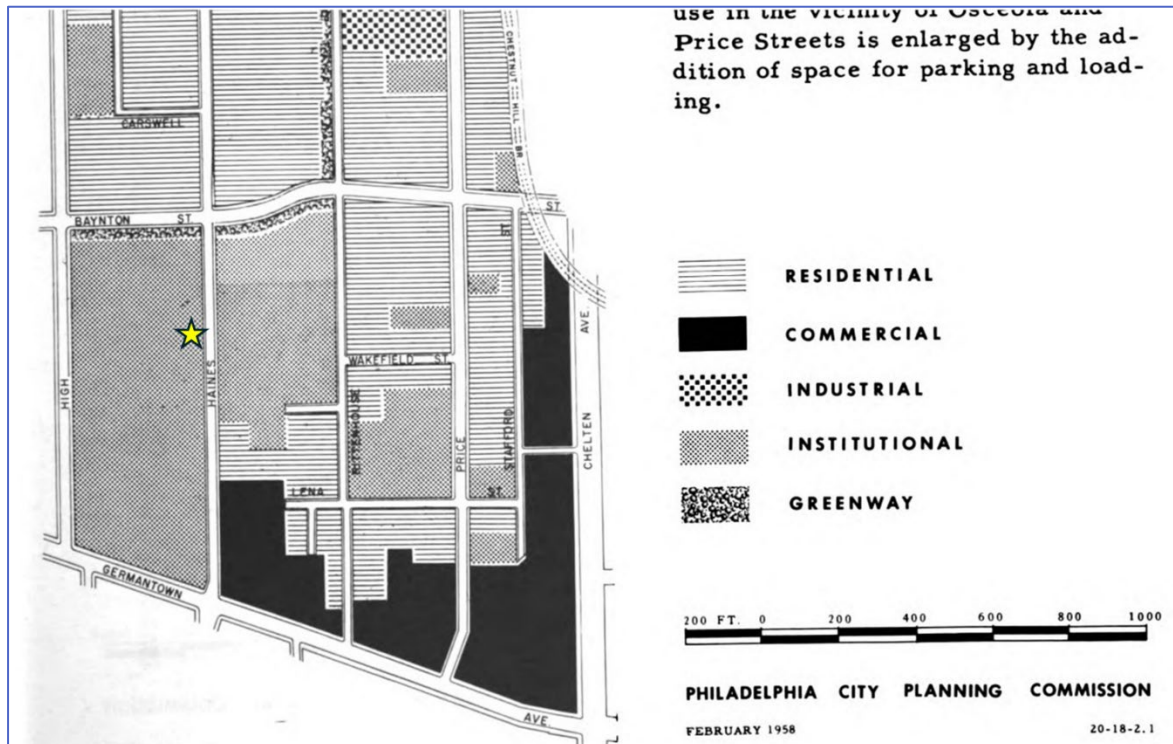 use in the vicinity of Osceola and
Price Streets is enlarged by the ad-
dition of space for parking and load-
ing.
CHESTNUT HILL BR
CARSWELL
BAYNTON ST.
ST.
ST.
HIGH
HAINES
WAKEFIELD ST.
RITTENHOUSE
PRICE
STAFFORD
CHELTEN AVE.
LENA ST.
GERMANTOWN
AVE.
RESIDENTIAL
COMMERCIAL
INDUSTRIAL
INSTITUTIONAL
GREENWAY
200 FT. 0 200 400 600 800 1000
PHILADELPHIA CITY PLANNING COMMISSION
FEBRUARY 1958 20-18-2.1